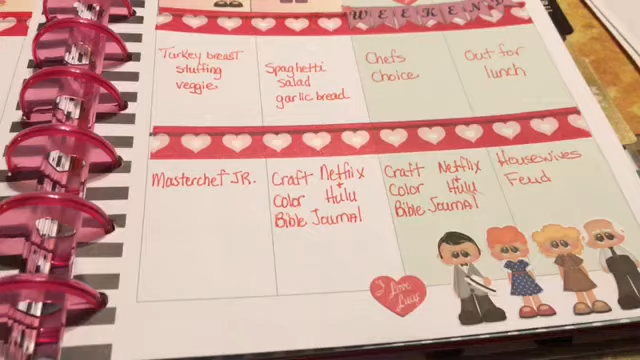 WEEKEND
Turkey breast
stuffing
veggie
Spaghetti
salad
garlic bread
Chefs
Choice
Out for
lunch
Masterchef JR.
Craft Netflix
+
Color Hulu
Bible Journal
Craft Netflix
+
Color Hulu
Bible Journal
Housewives
Feud
I
Love
Lucy